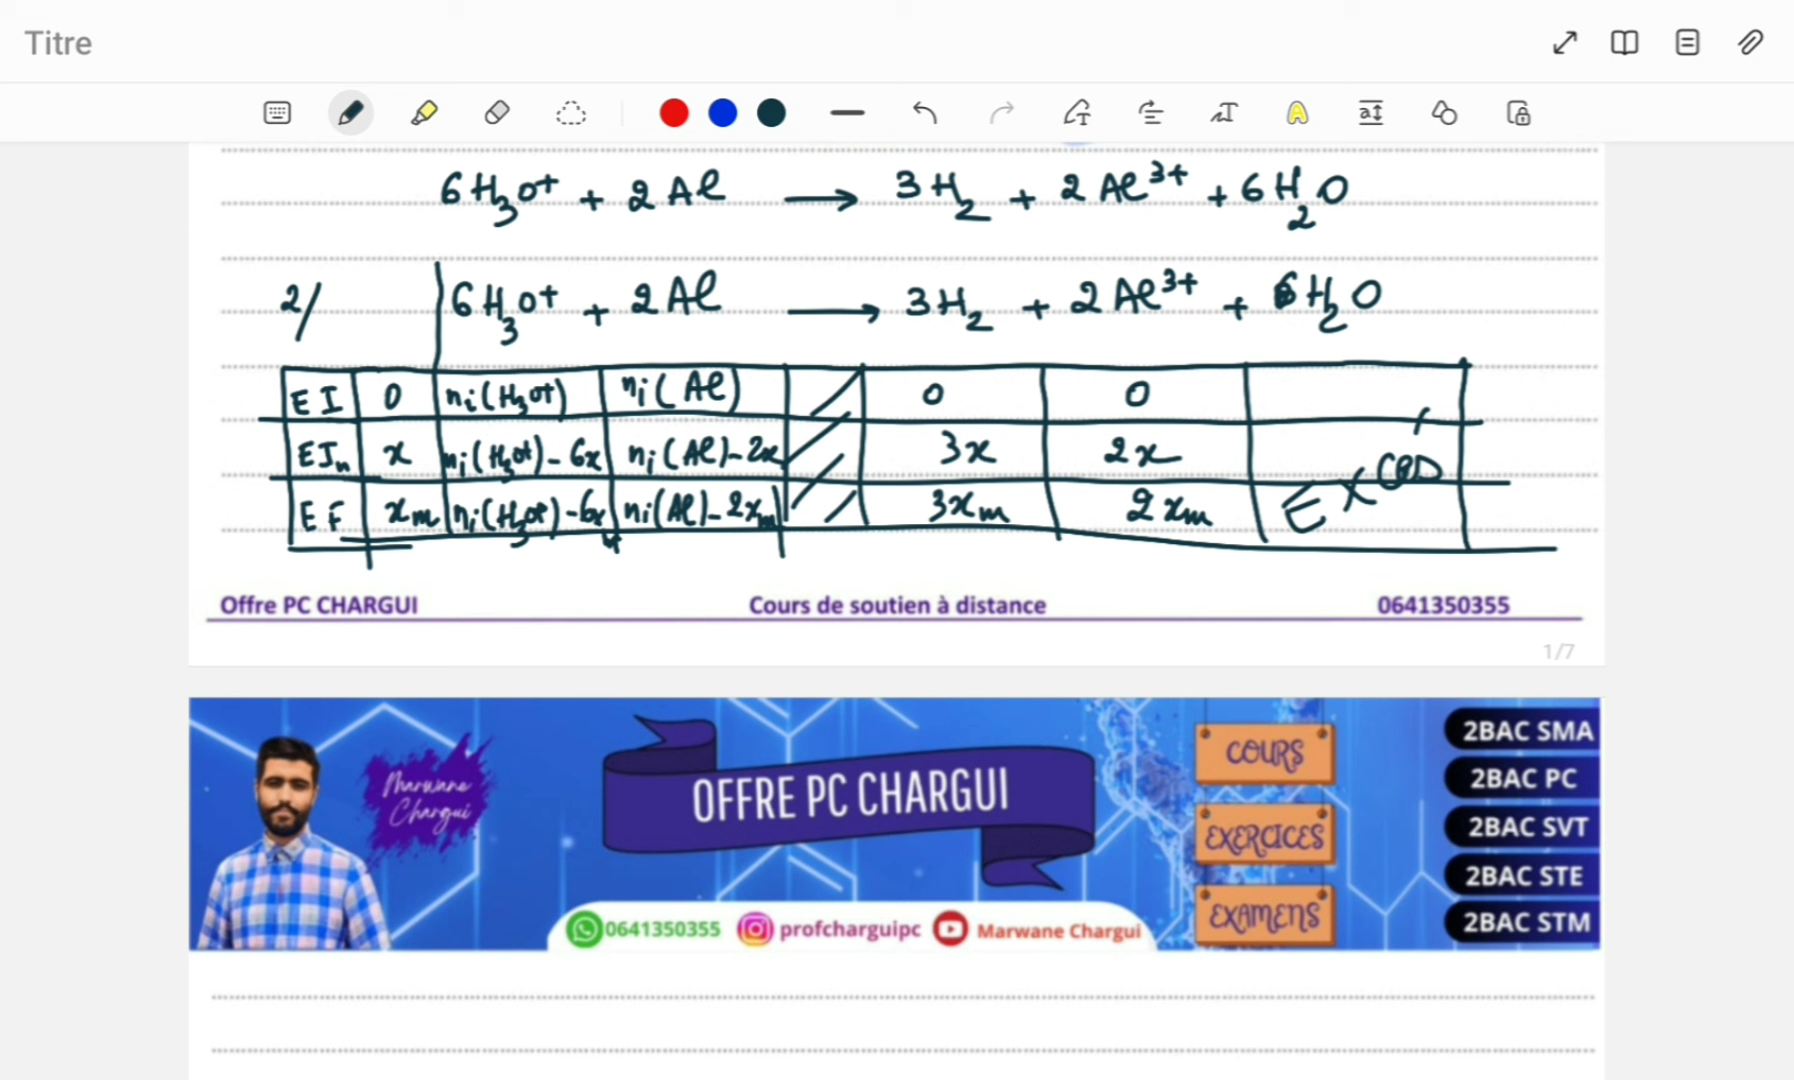 Titre
6H₃O⁺ + 2Al ⟶ 3H₂ + 2Al³⁺ + 6H₂O
2/ 6H₃O⁺ + 2Al ⟶ 3H₂ + 2Al³⁺ + 6H₂O
EI 0 nᵢ(H₃O⁺) nᵢ(Al) 0 0
EIₙ x nᵢ(H₃O⁺)-6x nᵢ(Al)-2x 3x 2x
EF xₘ nᵢ(H₃O⁺)-6xₘ nᵢ(Al)-2xₘ 3xₘ 2xₘ
Offre PC CHARGUI Cours de soutien à distance 0641350355
1/7
Marwane
Chargui
OFFRE PC CHARGUI
COURS
EXERCICES
EXAMENS
2BAC SMA
2BAC PC
2BAC SVT
2BAC STE
2BAC STM
0641350355 profcharguipc Marwane Chargui